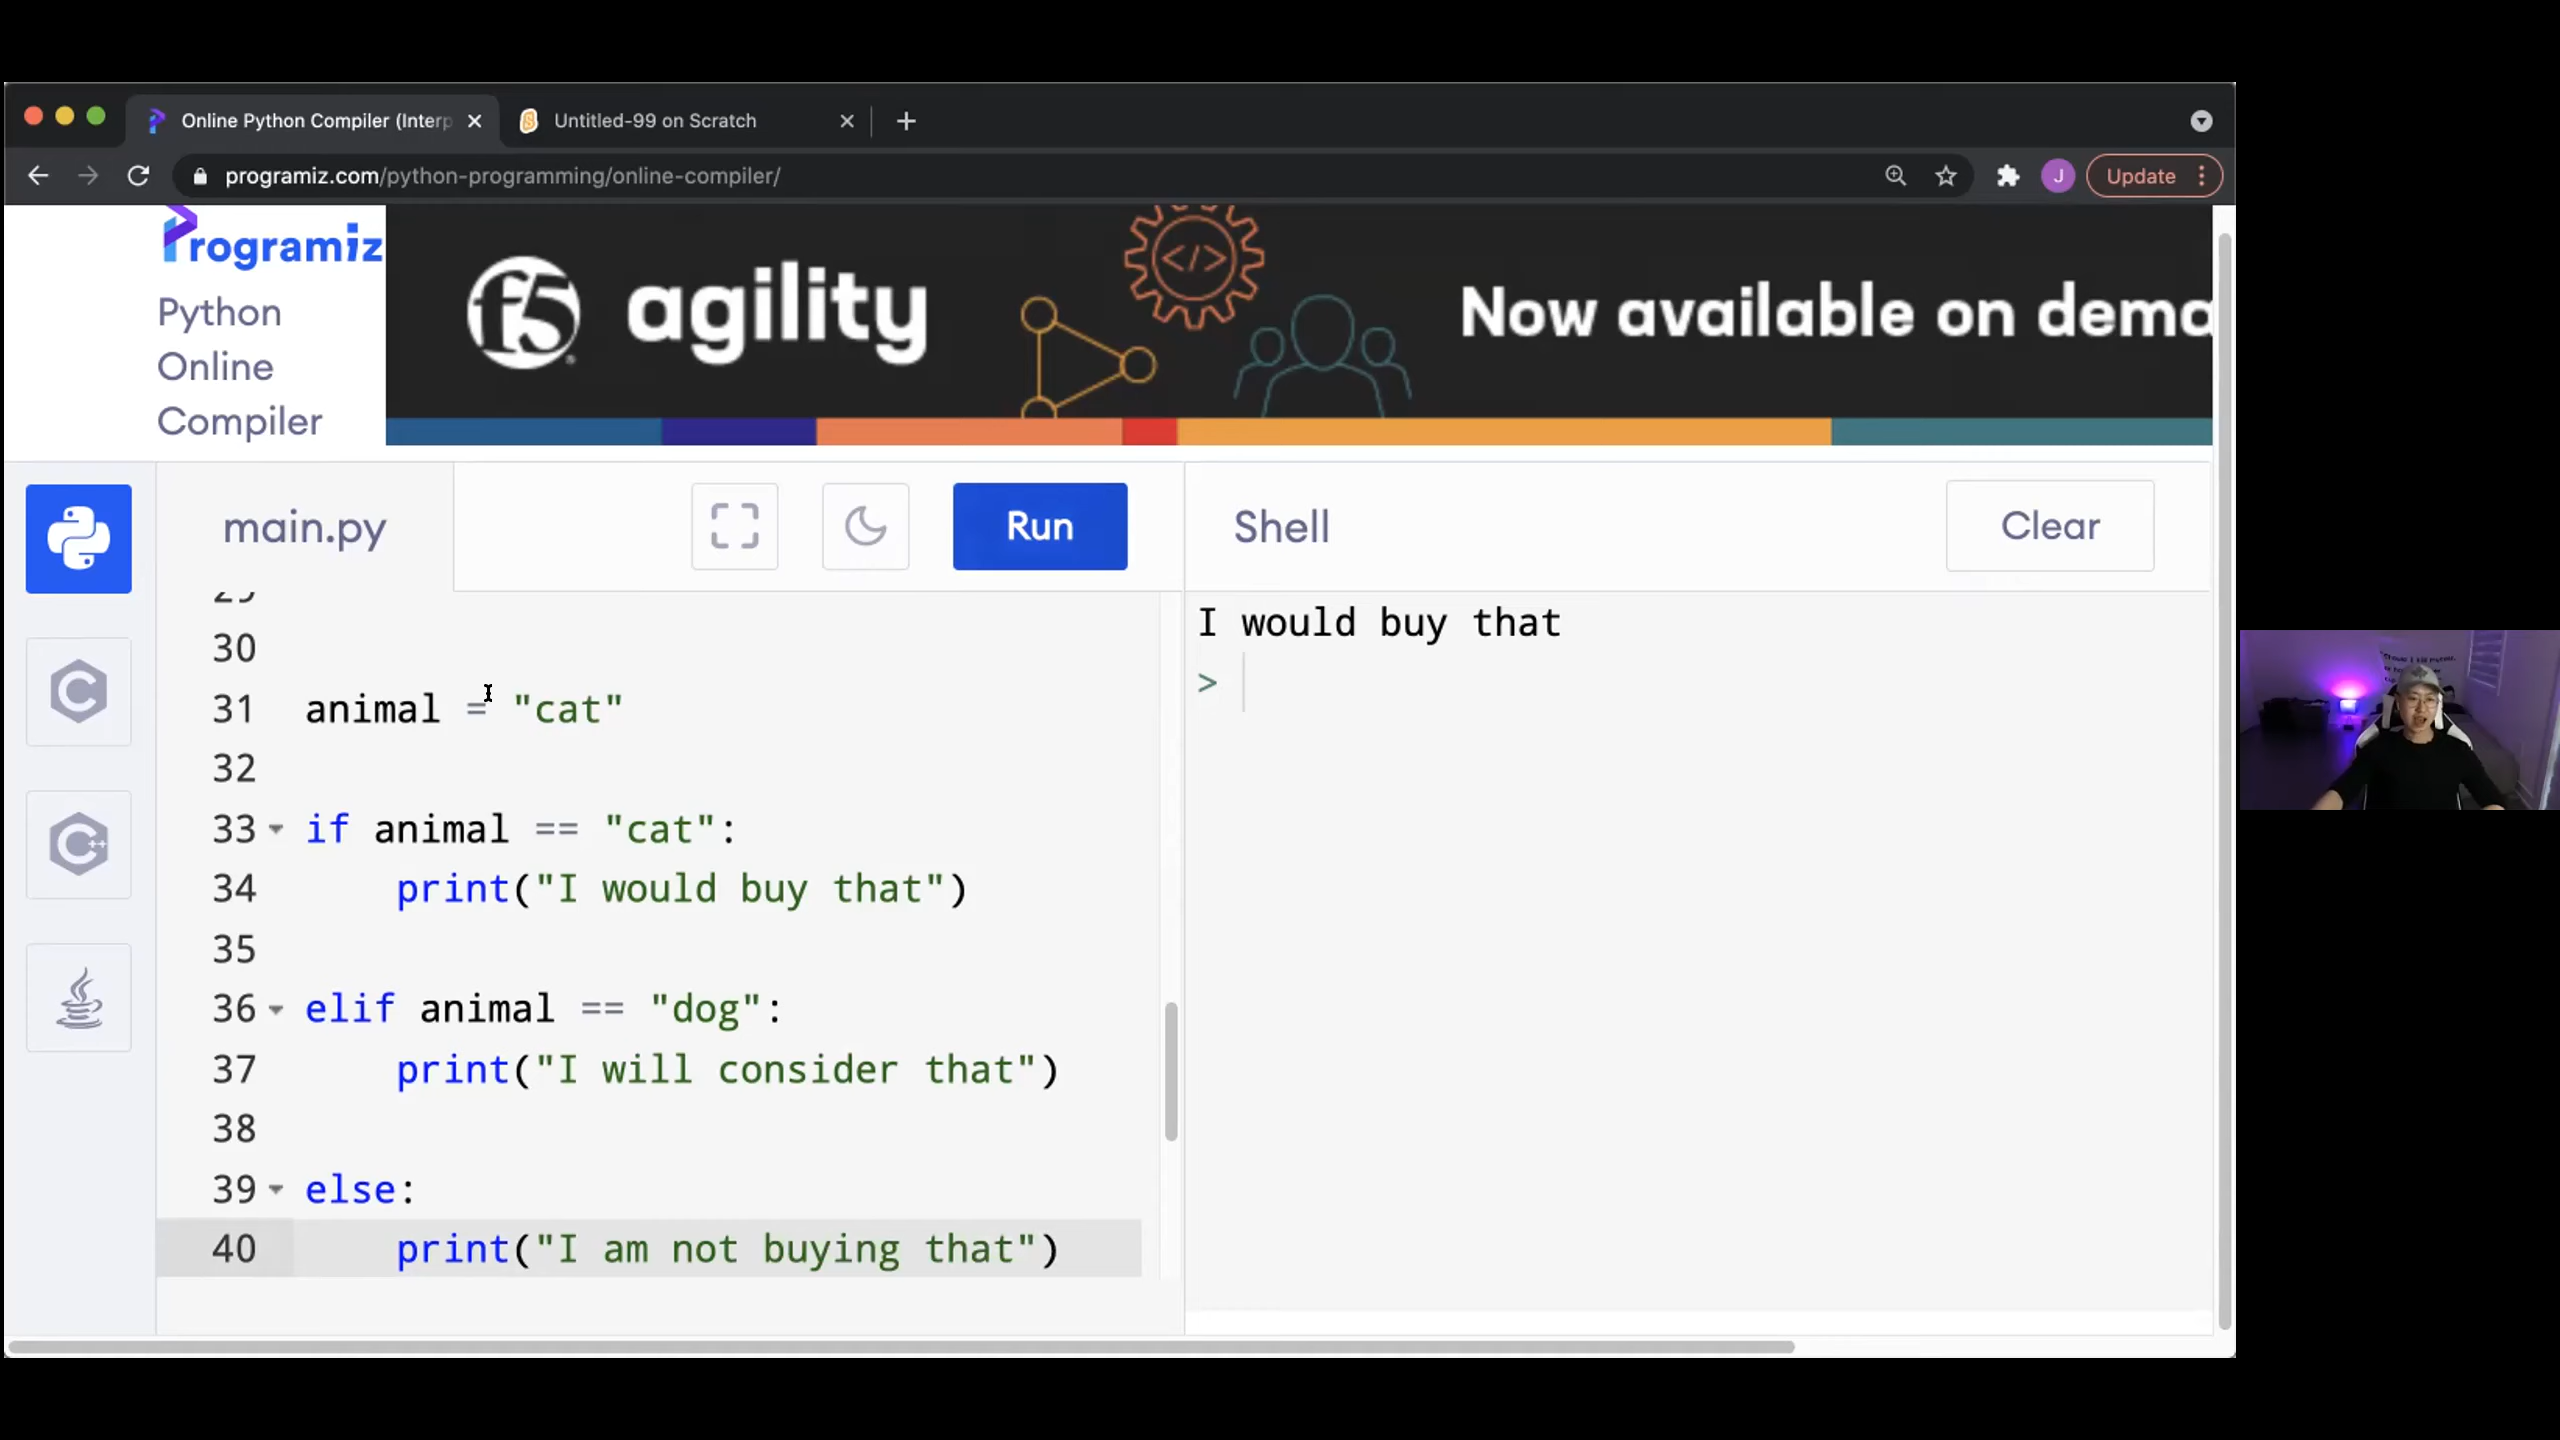 Online Python Compiler (Interp
Untitled-99 on Scratch
programiz.com/python-programming/online-compiler/
J
Update
Programiz
Python
Online
Compiler
f5
agility
</>
Now available on dema
main.py
Run
Shell
Clear
29
30
31 animal = "cat"
32
33 if animal == "cat":
34 print("I would buy that")
35
36 elif animal == "dog":
37 print("I will consider that")
38
39 else:
40 print("I am not buying that")
I would buy that
>
C
C++